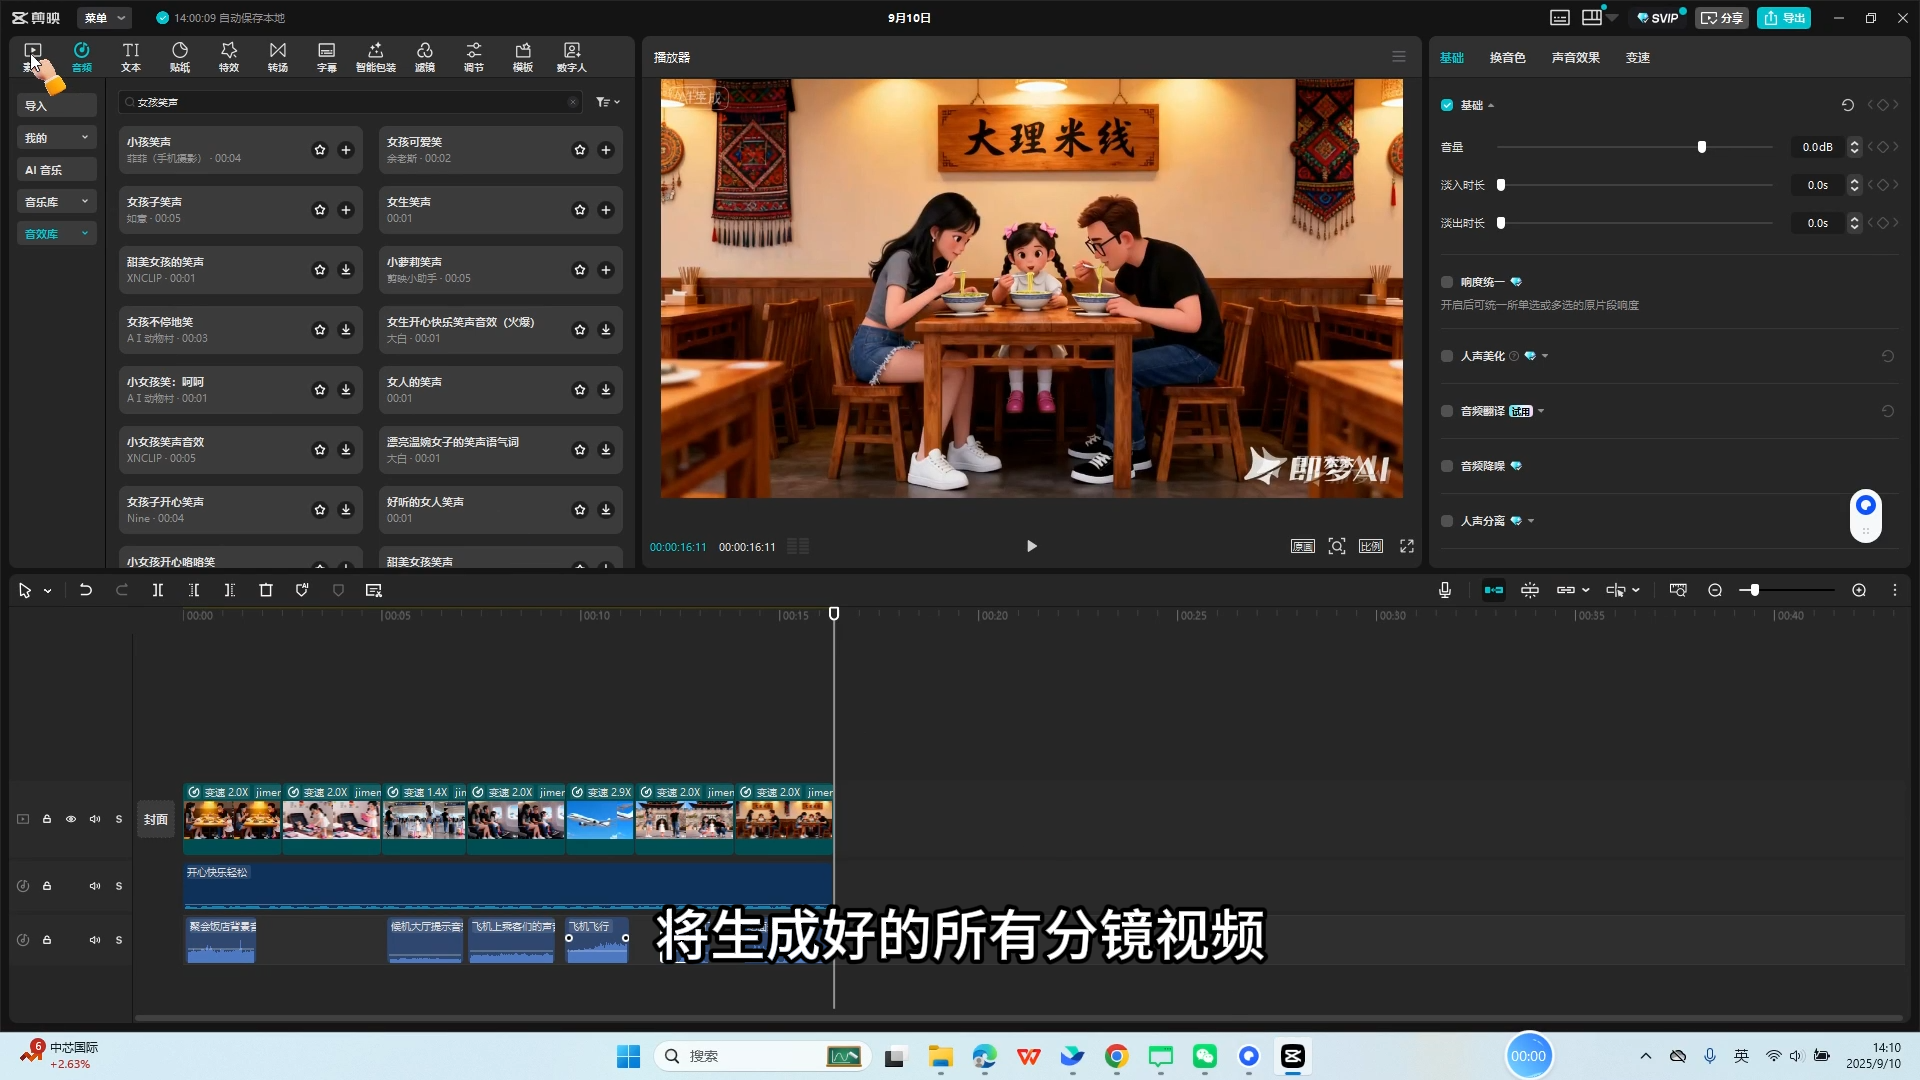 剪映
菜单
14:00:09 自动保存本地
9月10日
SVIP
分享
导出
音频
TI
文本
贴纸
特效
转场
字幕
智能包装
滤镜
调节
模板
数字人
导入
我的
AI 音乐
音乐库
音效库
女孩笑声
小孩笑声
菲菲（手机摄影） · 00:04
女孩可爱笑
余老斯 · 00:02
女孩子笑声
如意 · 00:05
女生笑声
00:01
甜美女孩的笑声
XNCLIP · 00:01
小萝莉笑声
剪映小助手 · 00:05
女孩不停地笑
A I 动物村 · 00:03
女生开心快乐笑声音效（火爆）
大白 · 00:01
小女孩笑：呵呵
A I 动物村 · 00:01
女人的笑声
00:01
小女孩笑声音效
XNCLIP · 00:05
漂亮温婉女子的笑声语气词
大白 · 00:01
女孩子开心笑声
Nine · 00:04
好听的女人笑声
00:01
小女孩开心咯咯笑
甜美女孩笑声
播放器
大理米线
即梦AI
00:00:16:11
00:00:16:11
原画
比例
基础
换音色
声音效果
变速
基础
音量
0.0dB
淡入时长
0.0s
淡出时长
0.0s
响度统一
开启后可统一所单选或多选的原片段响度
人声美化
音频翻译
试用
音频降噪
人声分离
00:00
00:05
00:10
00:15
00:20
00:25
00:30
00:35
00:40
封面
变速 2.0X jimen
变速 2.0X jimen
变速 1.4X jin
变速 2.0X jimen
变速 2.9X
变速 2.0X jimen
变速 2.0X jimen
S
开心快乐轻松
S
聚会饭店背景音
候机大厅提示音
飞机上乘客们的声音
飞机飞行
S
将生成好的所有分镜视频
6
中芯国际
+2.63%
搜索
00:00
英
14:10
2025/9/10